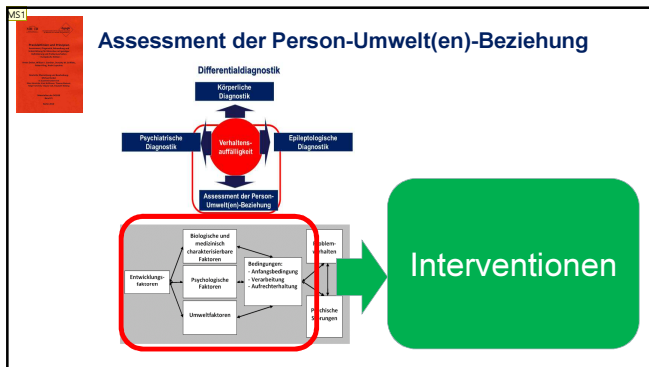 MS1
Assessment der Person-Umwelt(en)-Beziehung
Differentialdiagnostik
Körperliche
Diagnostik
Psychiatrische
Diagnostik
Verhaltens-
auffälligkeit
Epileptologische
Diagnostik
Assessment der Person-
Umwelt(en)-Beziehung
Entwicklungs-
faktoren
Biologische und
medizinisch
charakterisierbare
Faktoren
Psychologische
Faktoren
Umweltfaktoren
Bedingungen:
- Anfangsbedingung
- Verarbeitung
- Aufrechterhaltung
Problem-
verhalten
Psychische
Störungen
Interventionen